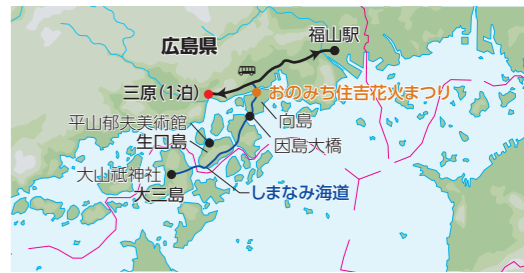 福山駅
広島県
三原(1泊)
おのみち住吉花火まつり
平山郁夫美術館
向島
生口島
因島大橋
大山祇神社
しまなみ海道
大三島